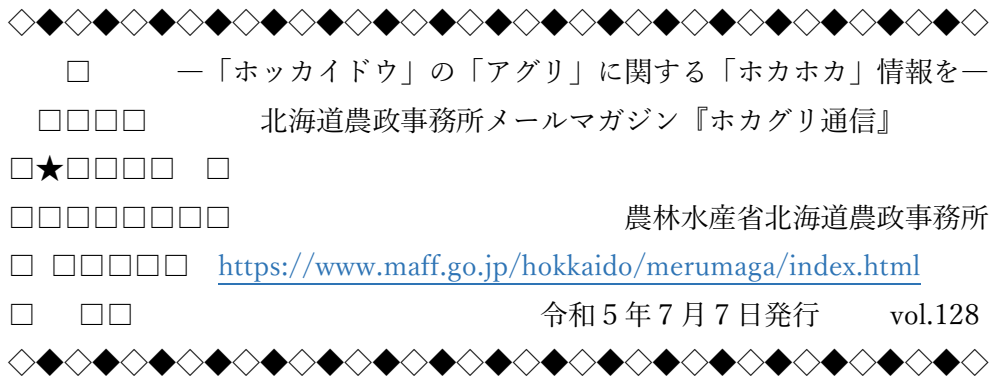 ◇◆◇◆◇◆◇◆◇◆◇◆◇◆◇◆◇◆◇◆◇◆◇◆◇◆◇◆◇◆◇◆◇◆◇
□ ―「ホッカイドウ」の「アグリ」に関する「ホカホカ」情報を―
□□□□ 北海道農政事務所メールマガジン『ホカグリ通信』
□★□□□□ □
□□□□□□□□ 農林水産省北海道農政事務所
□ □□□□□ https://www.maff.go.jp/hokkaido/merumaga/index.html
□ □□ 令和５年７月７日発行 vol.128
◇◆◇◆◇◆◇◆◇◆◇◆◇◆◇◆◇◆◇◆◇◆◇◆◇◆◇◆◇◆◇◆◇◆◇